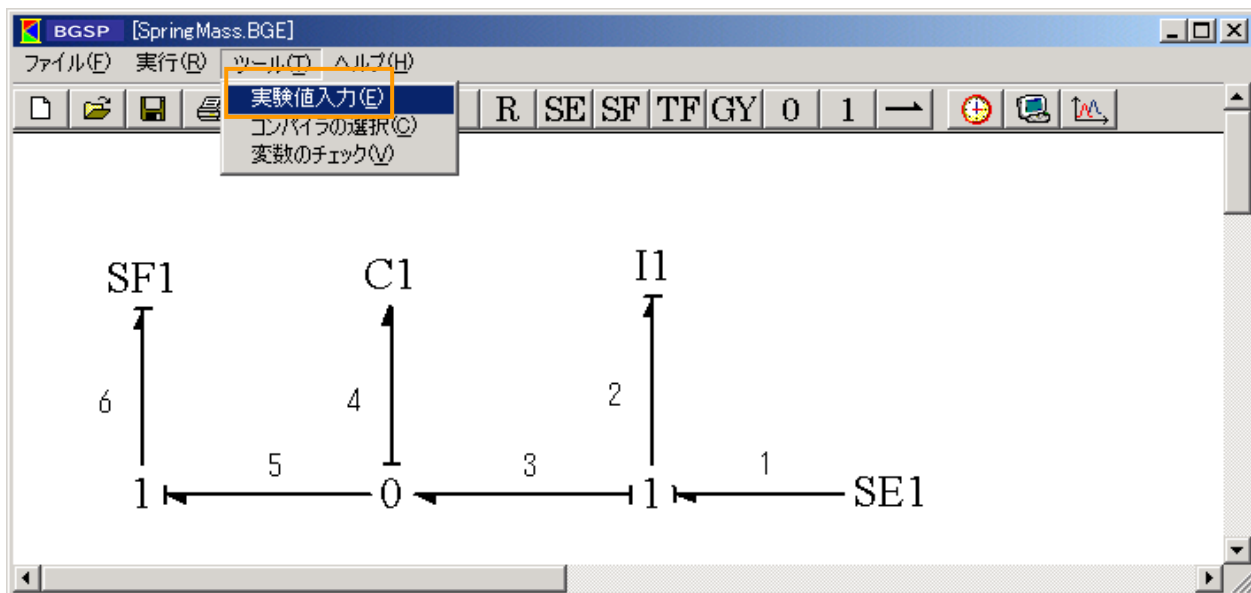 BGSP [SpringMass.BGE]
ファイル(F) 実行(R) ツール(T) ヘルプ(H)
実験値入力(E)
コンパイラの選択(C)
変数のチェック(V)
R SE SF TF GY 0 1
SF1 C1 I1
6 4 2
5 3 1
1 0 1 SE1